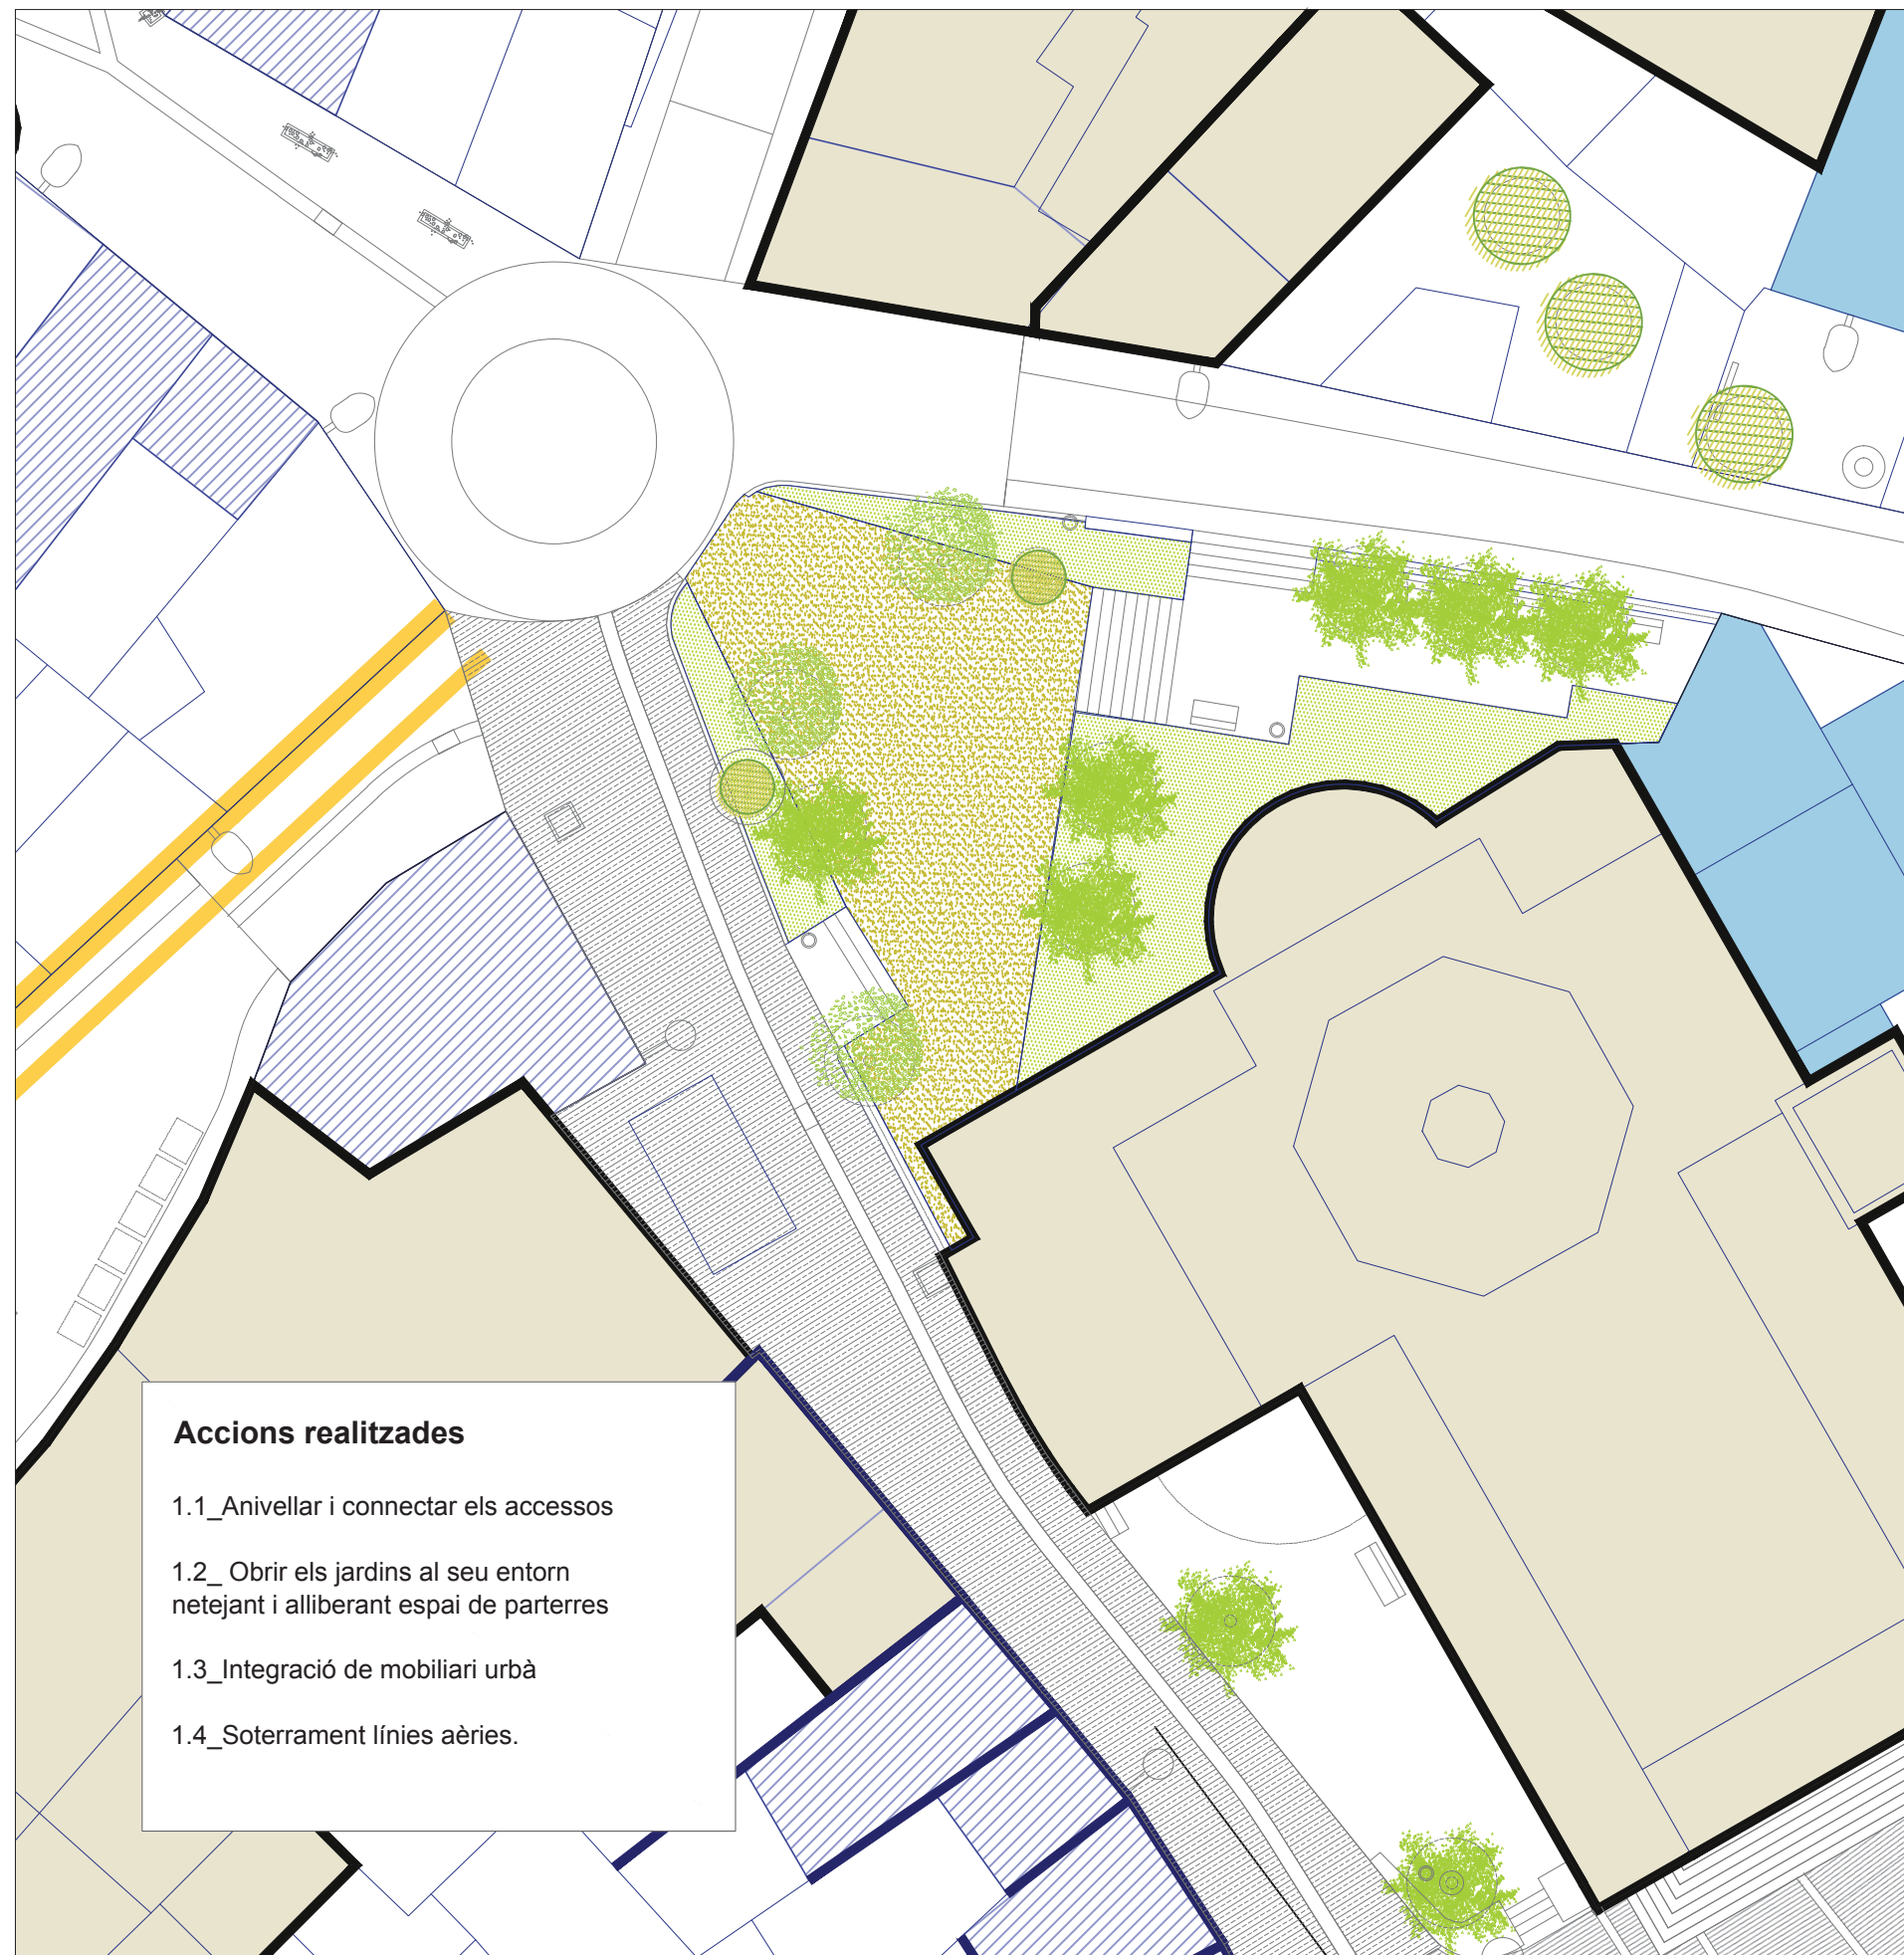 Accions realitzades
1.1_Anivellar i connectar els accessos
1.2_ Obrir els jardins al seu entorn
netejant i alliberant espai de parterres
1.3_Integració de mobiliari urbà
1.4_Soterrament línies aèries.